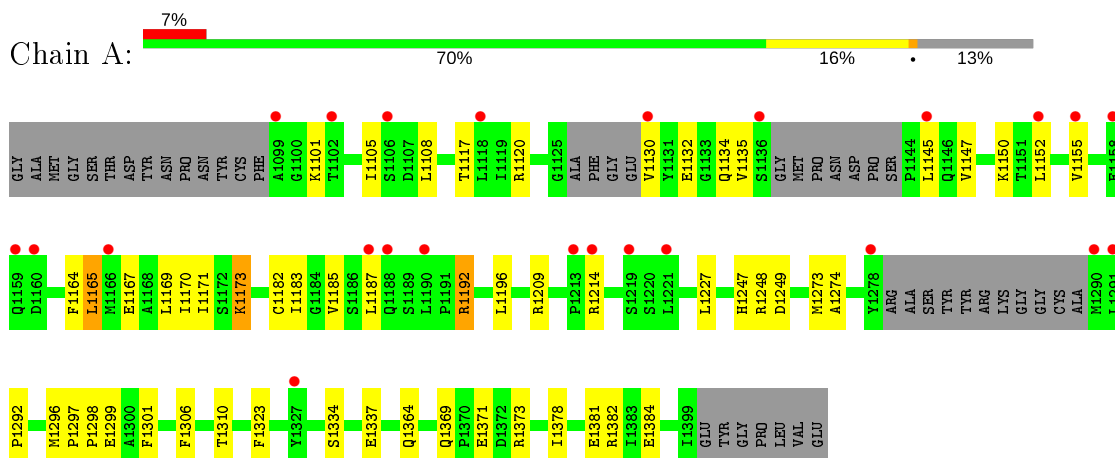 7%
Chain A:
70% 16% • 13%
GLY ALA MET GLY SER THR ASP TYR ASN PRO ASN TYR CYS PHE A1099 G1100 K1101 T1102 I1105 S1106 D1107 L1108 T1117 L1118 I1119 R1120 G1125 ALA PHE GLY GLU V1130 Y1131 E1132 G1133 Q1134 V1135 S1136 GLY MET PRO ASN ASP PRO SER P1144 L1145 Q1146 V1147 K1150 T1151 L1152 V1155 E1158
Q1159 D1160 F1164 L1165 M1166 E1167 A1168 L1169 I1170 I1171 S1172 K1173 C1182 I1183 G1184 V1185 S1186 L1187 Q1188 S1189 L1190 P1191 R1192 L1196 R1209 P1213 R1214 S1219 S1220 L1221 L1227 H1247 R1248 D1249 M1273 A1274 Y1278 ARG ALA SER TYR TYR ARG LYS GLY GLY CYS ALA M1290 L1291
P1292 M1296 P1297 P1298 E1299 A1300 F1301 F1306 T1310 F1323 Y1327 S1334 E1337 Q1364 Q1369 P1370 E1371 D1372 R1373 I1378 E1381 R1382 I1383 E1384 I1399 GLU TYR GLY PRO LEU VAL GLU